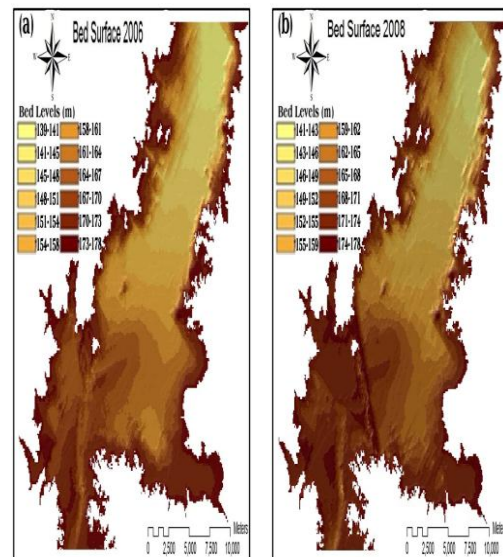 (a)
Bed Surface 2006
N
W E
S
Bed Levels (m)
139-141 158-161
141-145 161-164
145-148 164-167
148-151 167-170
151-154 170-173
154-158 173-178
Meters
0 2,500 5,000 7,500 10,000
(b)
Bed Surface 2008
N
W E
S
Bed Levels (m)
141-143 159-162
143-146 162-165
146-149 165-168
149-152 168-171
152-155 171-174
155-159 174-178
Meters
0 2,500 5,000 7,500 10,000